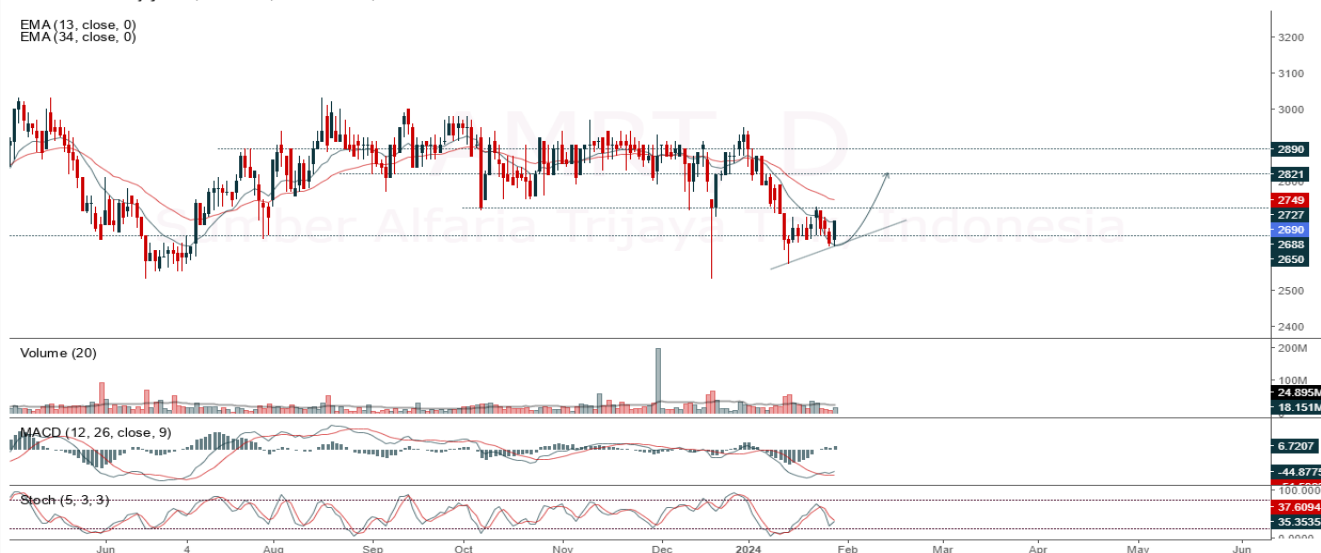 EMA (13, close, 0)
EMA (34, close, 0)
3200
3100
3000
2890
2821
2800
2749
2727
2690
2688
2650
2500
2400
AMRT, D
Sumber Alfaria Trijaya Tbk, Indonesia
Volume (20)
200M
100M
24.895M
18.151M
MACD (12, 26, close, 9)
6.7207
-44.8775
Stoch (5, 3, 3)
100.000
37.6094
35.3535
0.0000
Jun
4
Aug
Sep
Oct
Nov
Dec
2024
Feb
Mar
Apr
May
Jun